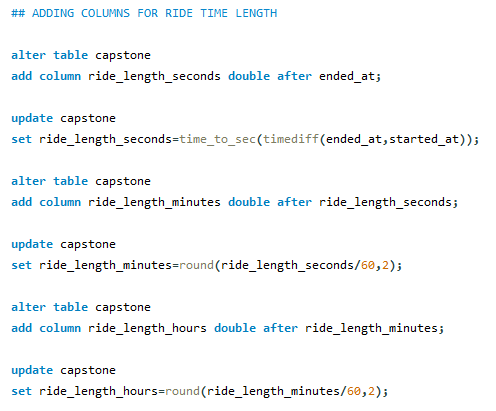 ## ADDING COLUMNS FOR RIDE TIME LENGTH
alter table capstone
add column ride_length_seconds double after ended_at;
update capstone
set ride_length_seconds=time_to_sec(timediff(ended_at,started_at));
alter table capstone
add column ride_length_minutes double after ride_length_seconds;
update capstone
set ride_length_minutes=round(ride_length_seconds/60,2);
alter table capstone
add column ride_length_hours double after ride_length_minutes;
update capstone
set ride_length_hours=round(ride_length_minutes/60,2);